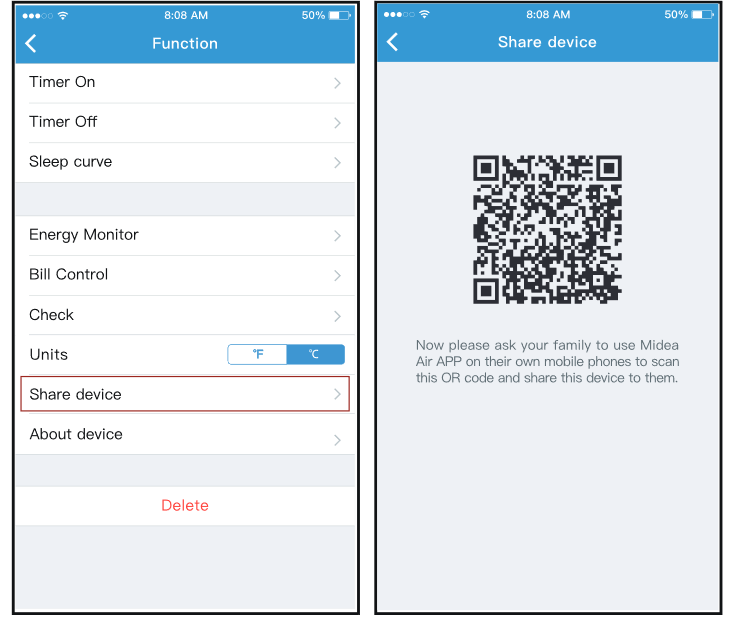 8:08 AM
50%
Function
Timer On
Timer Off
Sleep curve
Energy Monitor
Bill Control
Check
Units
℉
℃
Share device
About device
Delete
8:08 AM
50%
Share device
Now please ask your family to use Midea
Air APP on their own mobile phones to scan
this OR code and share this device to them.